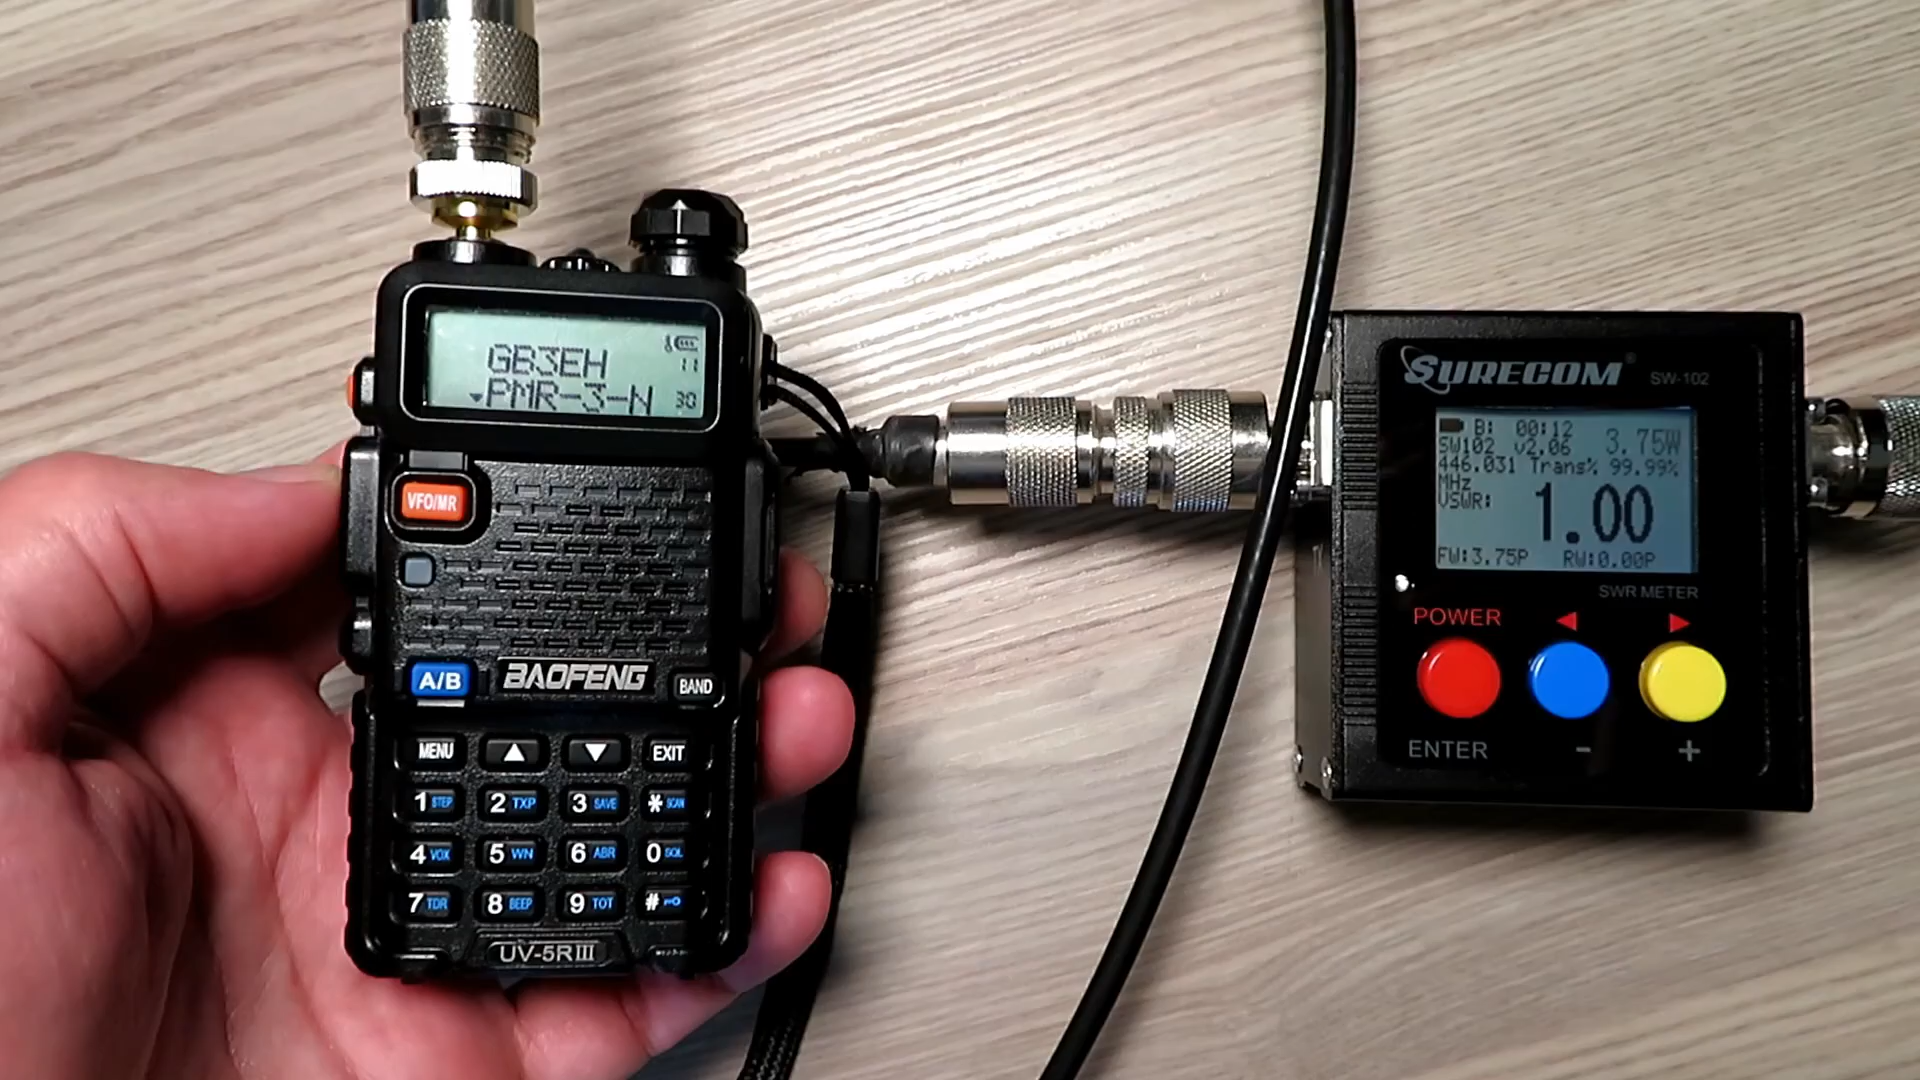 GB3EH 11
PMR-3-N 30
VFO/MR
A/B BAOFENG BAND
MENU ▲ ▼ EXIT
1 STEP 2 TXP 3 SAVE * SCAN
4 VOX 5 WN 6 ABR 0 SQL
7 TDR 8 BEEP 9 TOT #
UV-5RIII
SURECOM® SW-102
B: 00:12
SW102 v2.06 3.75W
446.031 Trans% 99.99%
MHz
VSWR: 1.00
FW:3.75P RW:0.00P
SWR METER
POWER ◀ ▶
ENTER - +